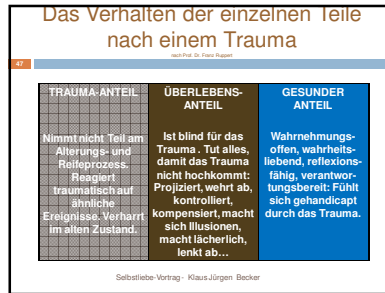 Das Verhalten der einzelnen Teile
nach einem Trauma
nach Prof. Dr. Franz Ruppert
47
TRAUMA-ANTEIL
Nimmt nicht Teil am
Alterungs- und
Reifeprozess.
Reagiert
traumatisch auf
ähnliche
Ereignisse. Verharrt
im alten Zustand.
ÜBERLEBENS-
ANTEIL
Ist blind für das
Trauma . Tut alles,
damit das Trauma
nicht hochkommt:
Projiziert, wehrt ab,
kontrolliert,
kompensiert, macht
sich Illusionen,
macht lächerlich,
lenkt ab…
GESUNDER
ANTEIL
Wahrnehmungs-
offen, wahrheits-
liebend, reflexions-
fähig, verantwor-
tungsbereit: Fühlt
sich gehandicapt
durch das Trauma.
Selbstliebe-Vortrag - Klaus Jürgen Becker